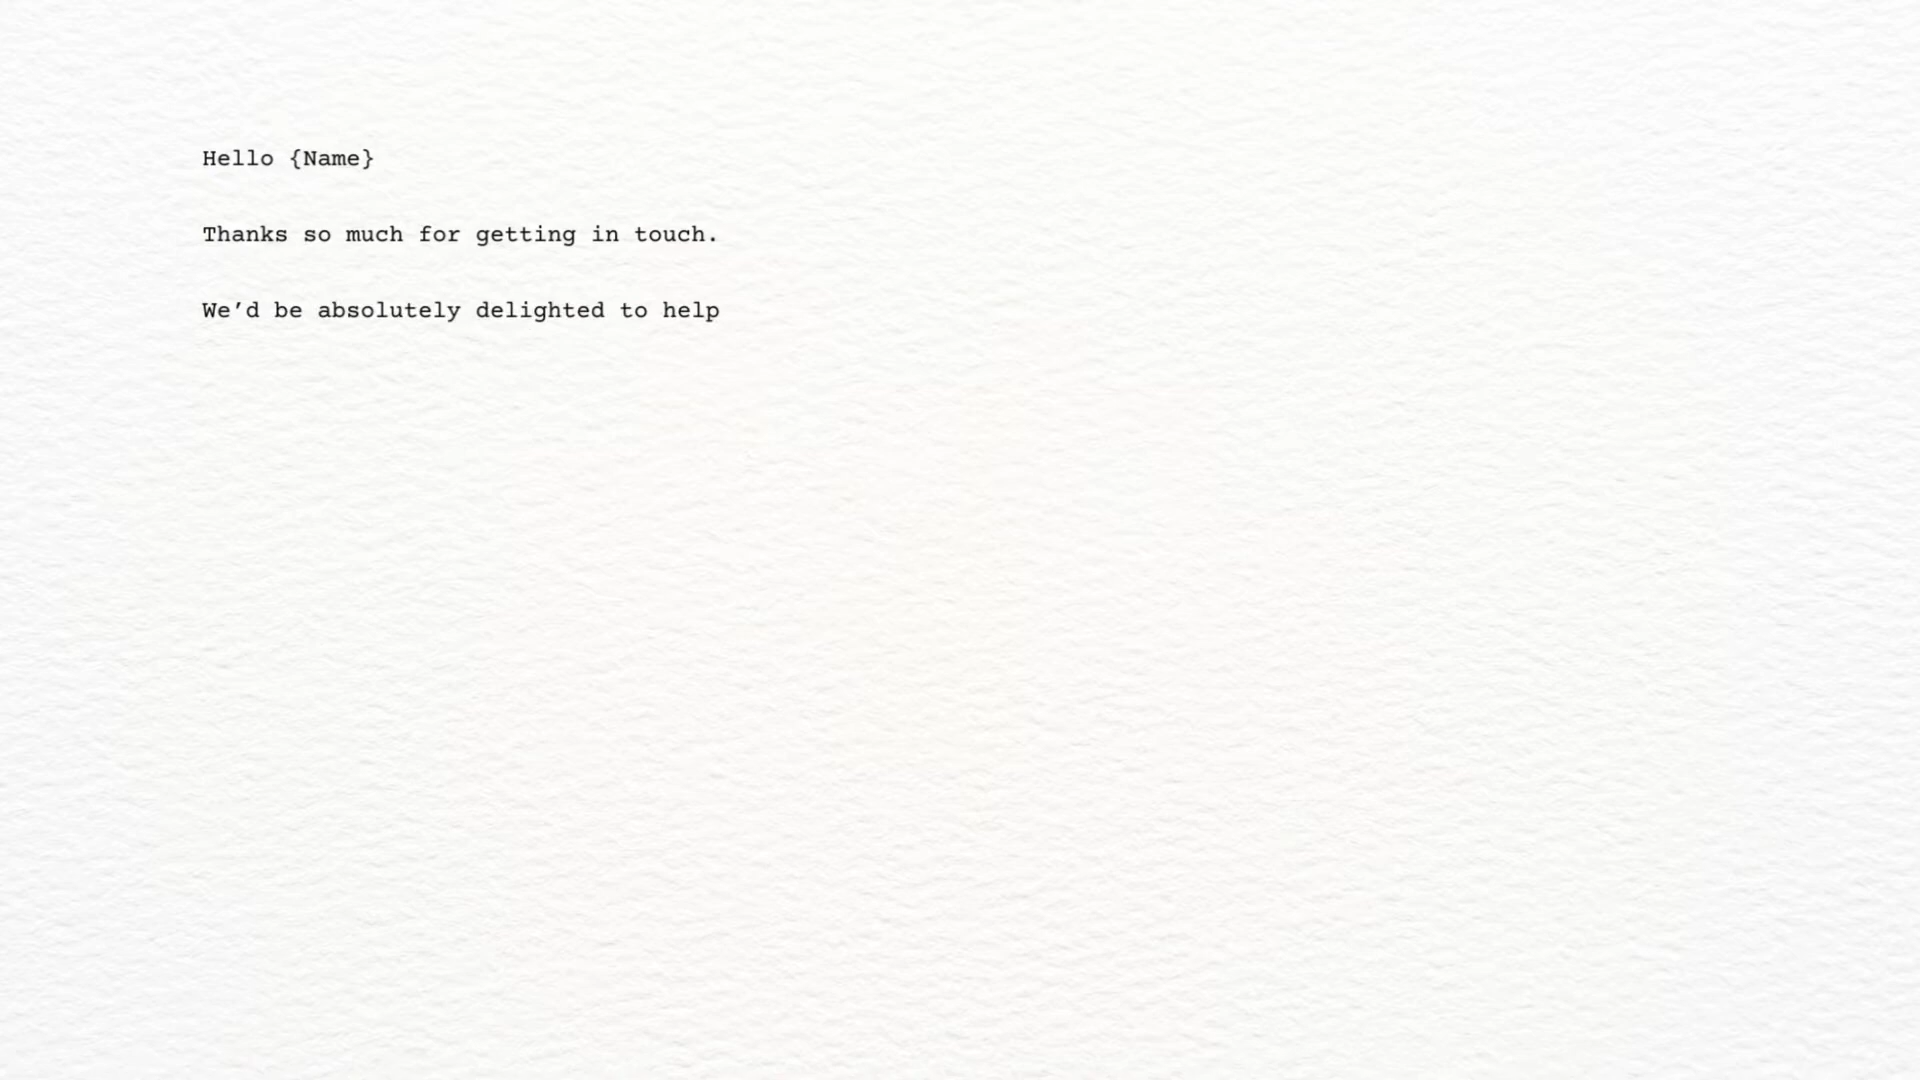 Hello {Name}
Thanks so much for getting in touch.
We’d be absolutely delighted to help